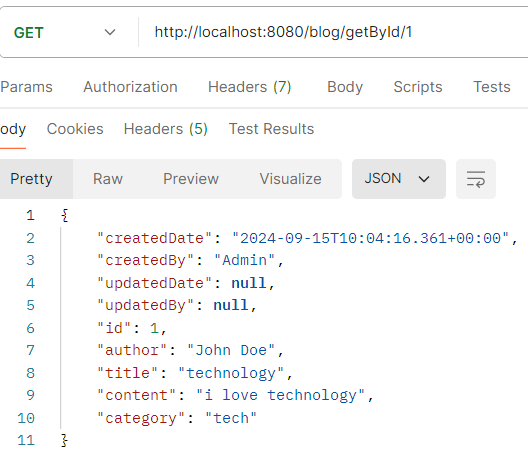 GET http://localhost:8080/blog/getById/1
Params Authorization Headers (7) Body Scripts Tests
ody Cookies Headers (5) Test Results
Pretty Raw Preview Visualize JSON
1 {
2 "createdDate": "2024-09-15T10:04:16.361+00:00",
3 "createdBy": "Admin",
4 "updatedDate": null,
5 "updatedBy": null,
6 "id": 1,
7 "author": "John Doe",
8 "title": "technology",
9 "content": "i love technology",
10 "category": "tech"
11 }